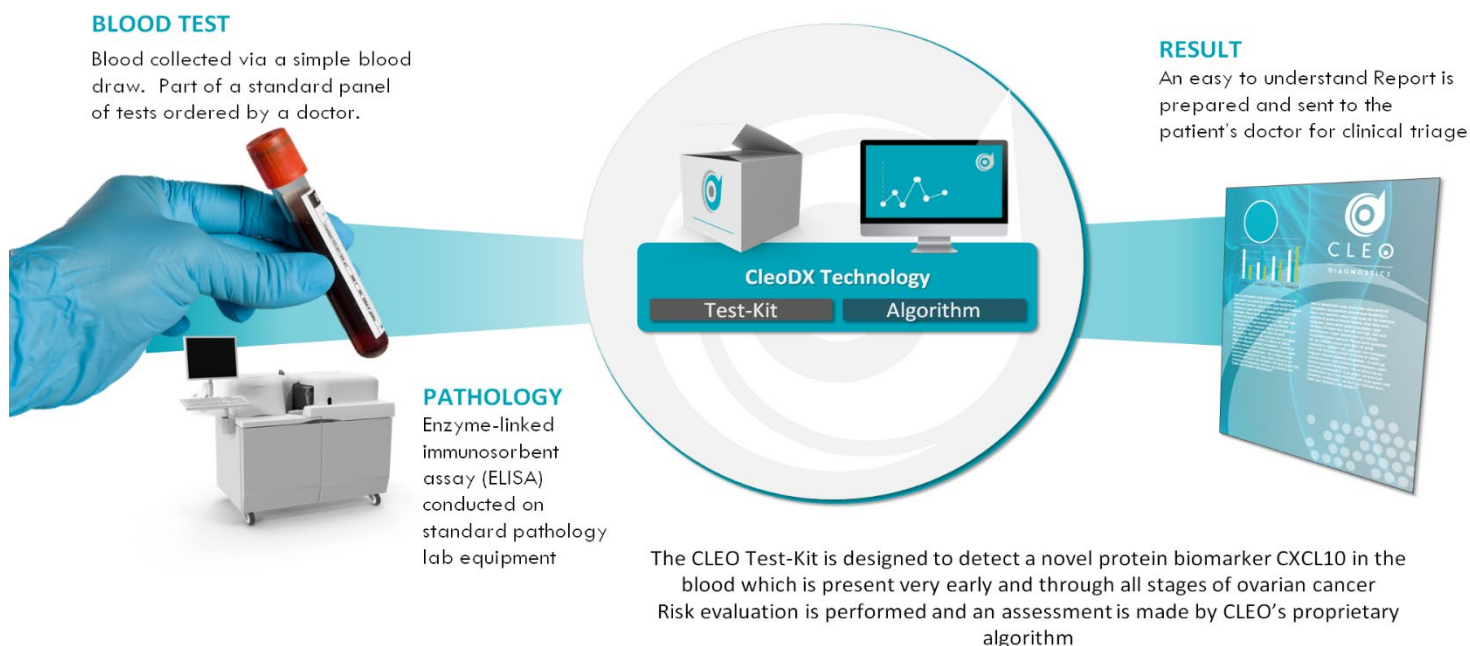 BLOOD TEST
Blood collected via a simple blood
draw. Part of a standard panel
of tests ordered by a doctor.
PATHOLOGY
Enzyme-linked
immunosorbent
assay (ELISA)
conducted on
standard pathology
lab equipment
CleoDX Technology
Test-Kit
Algorithm
RESULT
An easy to understand Report is
prepared and sent to the
patient's doctor for clinical triage
CLEO
DIAGNOSTICS
The CLEO Test-Kit is designed to detect a novel protein biomarker CXCL10 in the
blood which is present very early and through all stages of ovarian cancer
Risk evaluation is performed and an assessment is made by CLEO's proprietary
algorithm